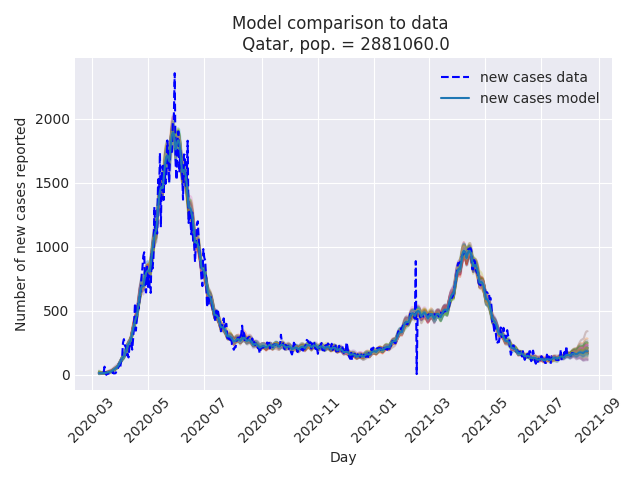 Model comparison to data
Qatar, pop. = 2881060.0
new cases data
new cases model
Number of new cases reported
2000
1500
1000
500
0
2020-03
2020-05
2020-07
2020-09
2020-11
2021-01
2021-03
2021-05
2021-07
2021-09
Day